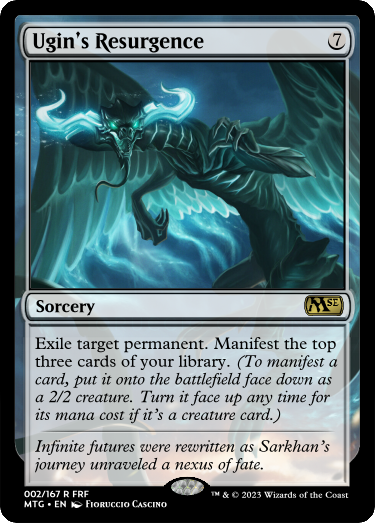 Ugin's Resurgence 7
Sorcery M SE
Exile target permanent. Manifest the top
three cards of your library. (To manifest a
card, put it onto the battlefield face down as
a 2/2 creature. Turn it face up any time for
its mana cost if it's a creature card.)
Infinite futures were rewritten as Sarkhan's
journey unraveled a nexus of fate.
002/167 R FRF
MTG • EN Fioruccio Cascino ™ & © 2023 Wizards of the Coast